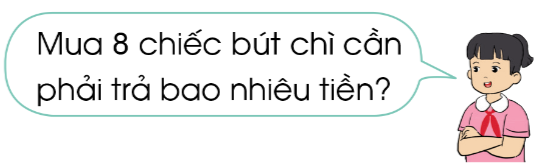 Mua 8 chiếc bút chì cần
phải trả bao nhiêu tiền?